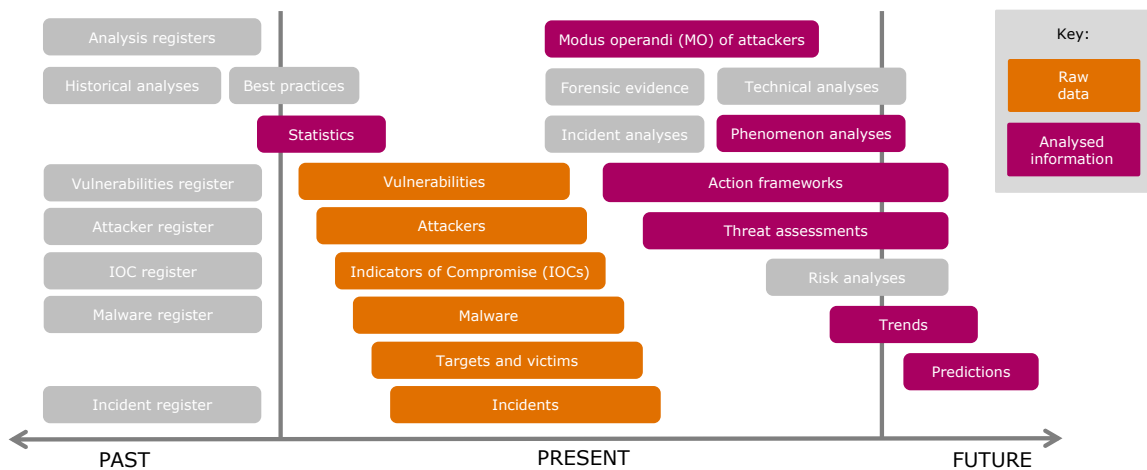 Analysis registers
Modus operandi (MO) of attackers
Key:
Historical analyses
Best practices
Forensic evidence
Technical analyses
Raw
data
Statistics
Incident analyses
Phenomenon analyses
Analysed
information
Vulnerabilities register
Vulnerabilities
Action frameworks
Attacker register
Attackers
Threat assessments
IOC register
Indicators of Compromise (IOCs)
Risk analyses
Malware register
Malware
Trends
Targets and victims
Predictions
Incident register
Incidents
PAST
PRESENT
FUTURE